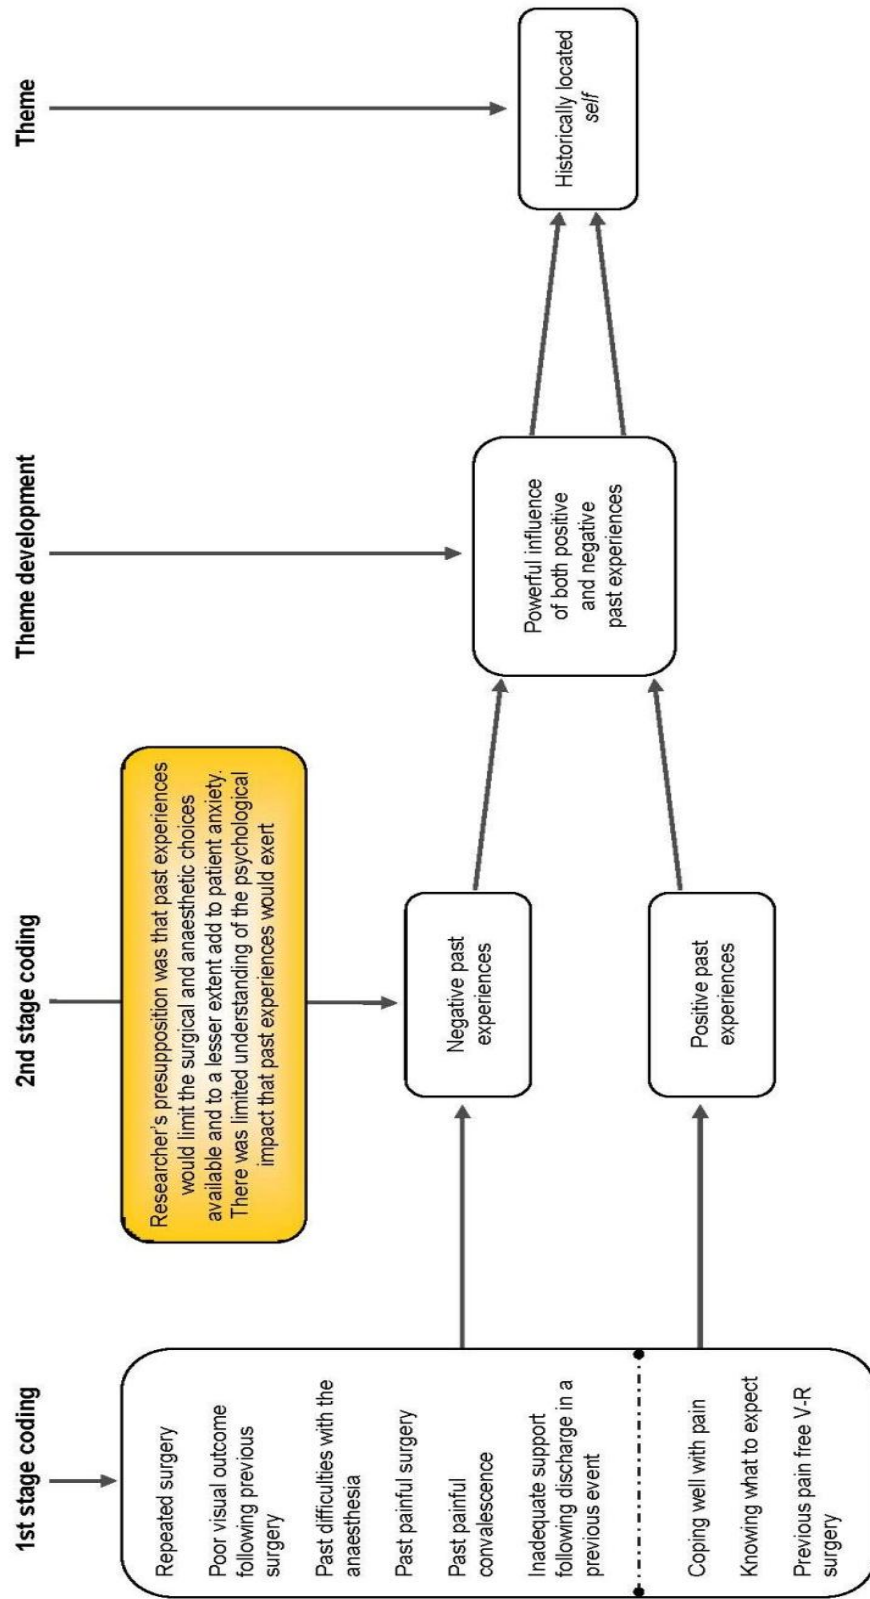 1st stage coding
Repeated surgery
Poor visual outcome
following previous
surgery
Past difficulties with the
anaesthesia
Past painful surgery
Past painful
convalescence
Inadequate support
following discharge in a
previous event
Coping well with pain
Knowing what to expect
Previous pain free V-R
surgery
2nd stage coding
Researcher's presupposition was that past experiences
would limit the surgical and anaesthetic choices
available and to a lesser extent add to patient anxiety.
There was limited understanding of the psychological
impact that past experiences would exert
Negative past
experiences
Positive past
experiences
Theme development
Powerful influence
of both positive
and negative
past experiences
Theme
Historically located
self